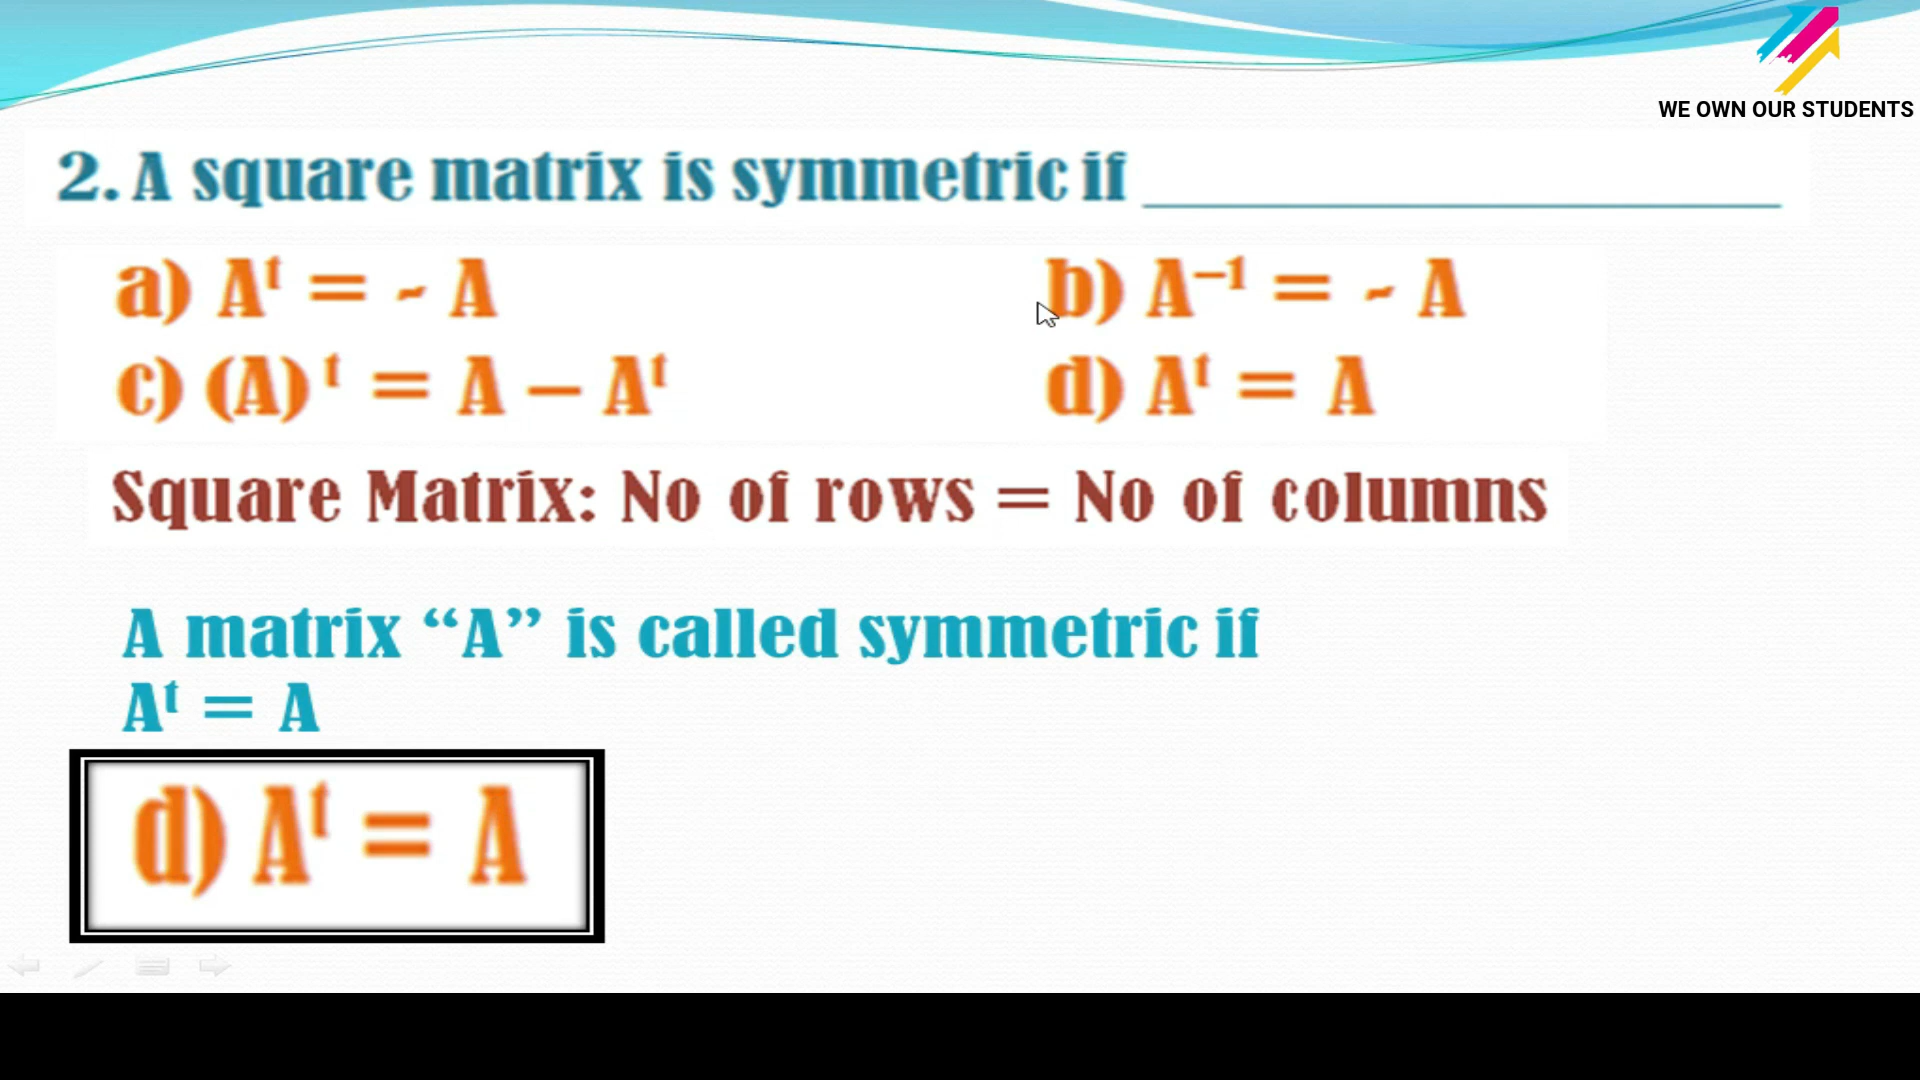 WE OWN OUR STUDENTS
2. A square matrix is symmetric if ____________________
a) Aᵗ = - A b) A⁻¹ = - A
c) (A) ᵗ = A – Aᵗ d) Aᵗ = A
Square Matrix: No of rows = No of columns
A matrix “A” is called symmetric if
Aᵗ = A
d) Aᵗ = A